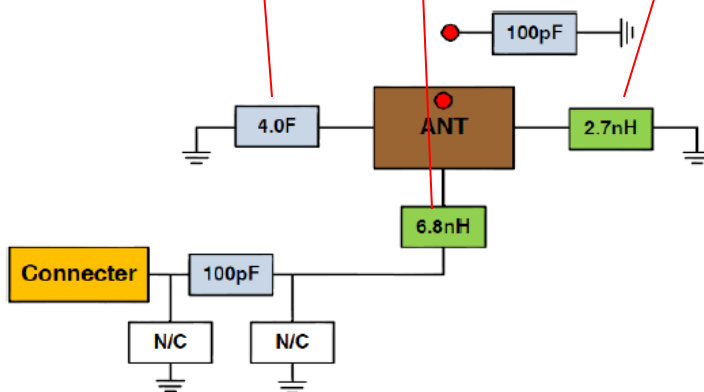 100pF
4.0F
ANT
2.7nH
6.8nH
Connecter
100pF
N/C
N/C